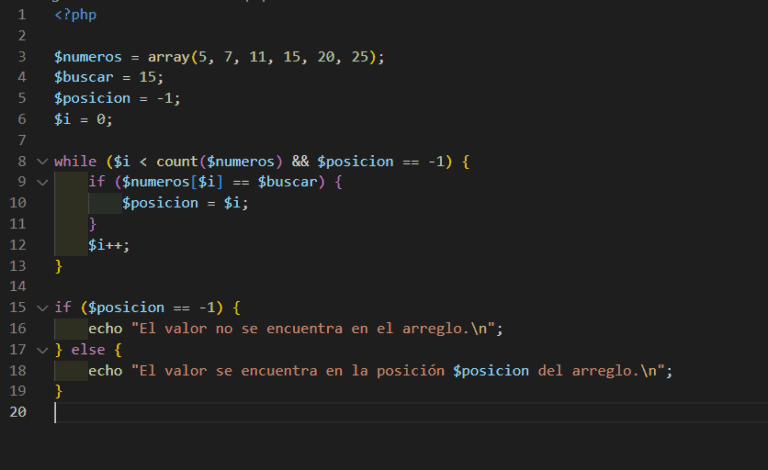 1 <?php
2
3 $numeros = array(5, 7, 11, 15, 20, 25);
4 $buscar = 15;
5 $posicion = -1;
6 $i = 0;
7
8 while ($i < count($numeros) && $posicion == -1) {
9     if ($numeros[$i] == $buscar) {
10         $posicion = $i;
11     }
12     $i++;
13 }
14
15 if ($posicion == -1) {
16     echo "El valor no se encuentra en el arreglo.\n";
17 } else {
18     echo "El valor se encuentra en la posición $posicion del arreglo.\n";
19 }
20